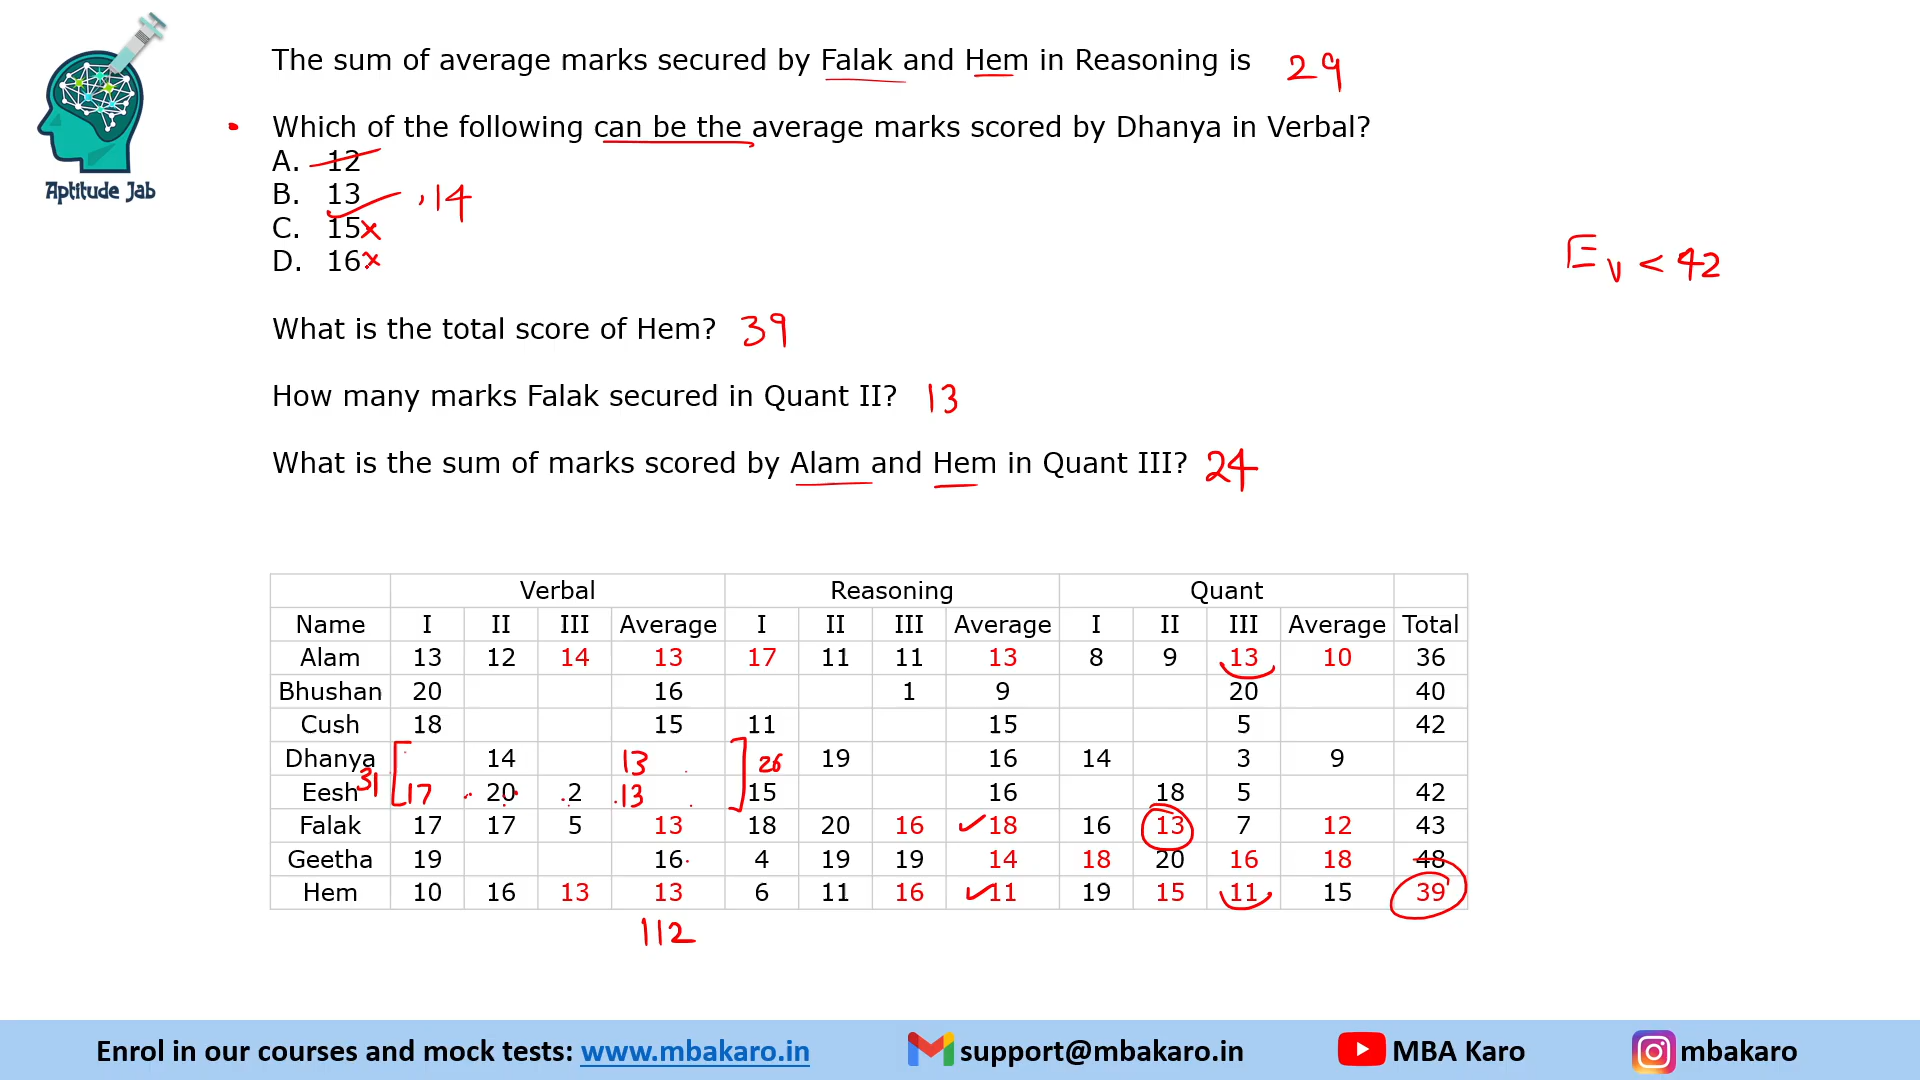 Aptitude Jab
The sum of average marks secured by Falak and Hem in Reasoning is 29
Which of the following can be the average marks scored by Dhanya in Verbal?
A. 12
B. 13 , 14
C. 15 x
D. 16 x
E v < 42
What is the total score of Hem? 39
How many marks Falak secured in Quant II? 13
What is the sum of marks scored by Alam and Hem in Quant III? 24
Verbal Reasoning Quant
Name I II III Average I II III Average I II III Average Total
Alam 13 12 14 13 17 11 11 13 8 9 13 10 36
Bhushan 20 16 1 9 20 40
Cush 18 15 11 15 5 42
Dhanya 14 13 26 19 16 14 3 9
31
Eesh 17 20 2 13 15 16 18 5 42
Falak 17 17 5 13 18 20 16 18 16 13 7 12 43
Geetha 19 16 4 19 19 14 18 20 16 18 48
Hem 10 16 13 13 6 11 16 11 19 15 11 15 39
112
Enrol in our courses and mock tests: www.mbakaro.in support@mbakaro.in MBA Karo mbakaro